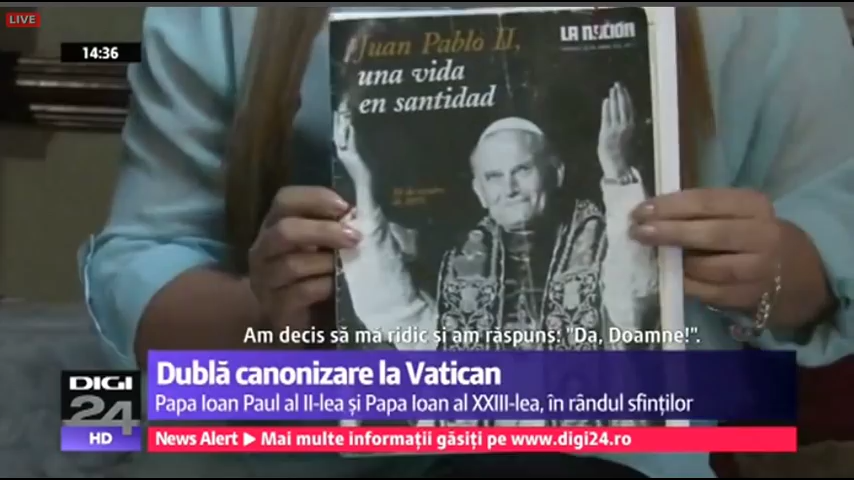 LIVE
14:36
Juan Pablo II,
una vida
en santidad
LA NACION
Am decis să mă ridic și am răspuns: "Da, Doamne!".
Dublă canonizare la Vatican
Papa Ioan Paul al II-lea și Papa Ioan al XXIII-lea, în rândul sfinților
DIGI
24
HD
News Alert ▶ Mai multe informații găsiți pe www.digi24.ro